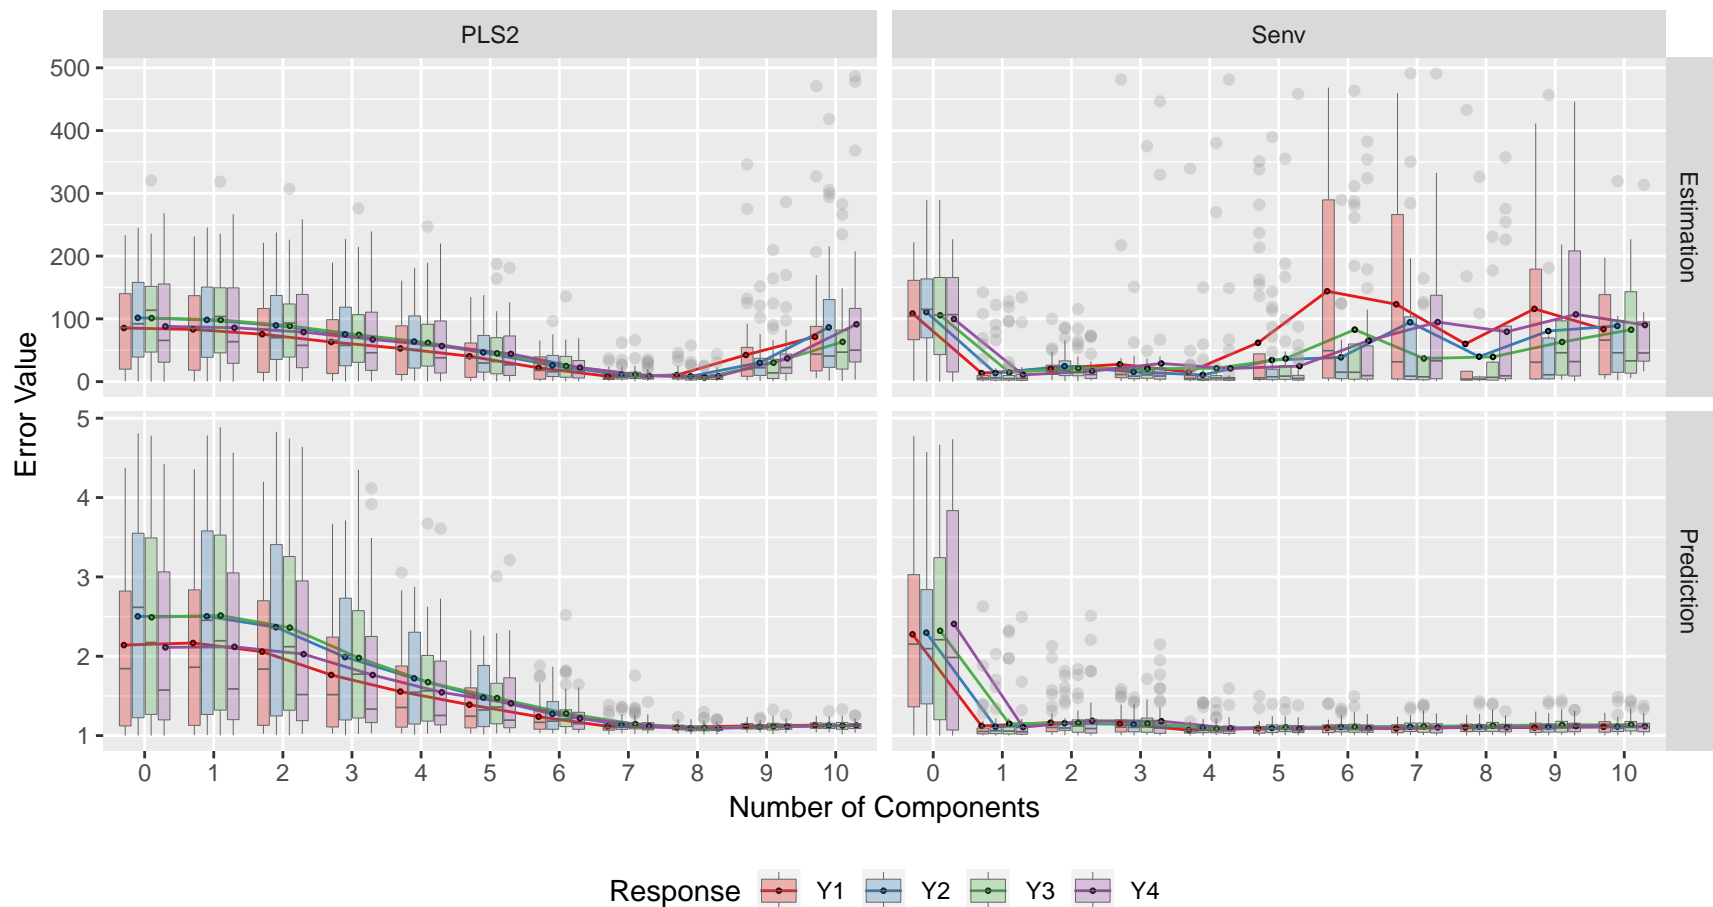 PLS2 Senv
500
400
300
200
100
0
Estimation
5
4
3
2
1
Prediction
Error Value
0 1 2 3 4 5 6 7 8 9 10 0 1 2 3 4 5 6 7 8 9 10
Number of Components
Response Y1 Y2 Y3 Y4